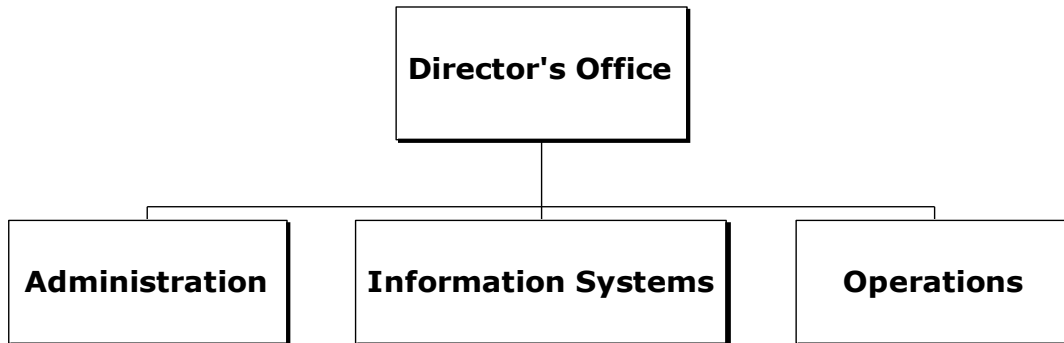 Director's Office
Administration
Information Systems
Operations